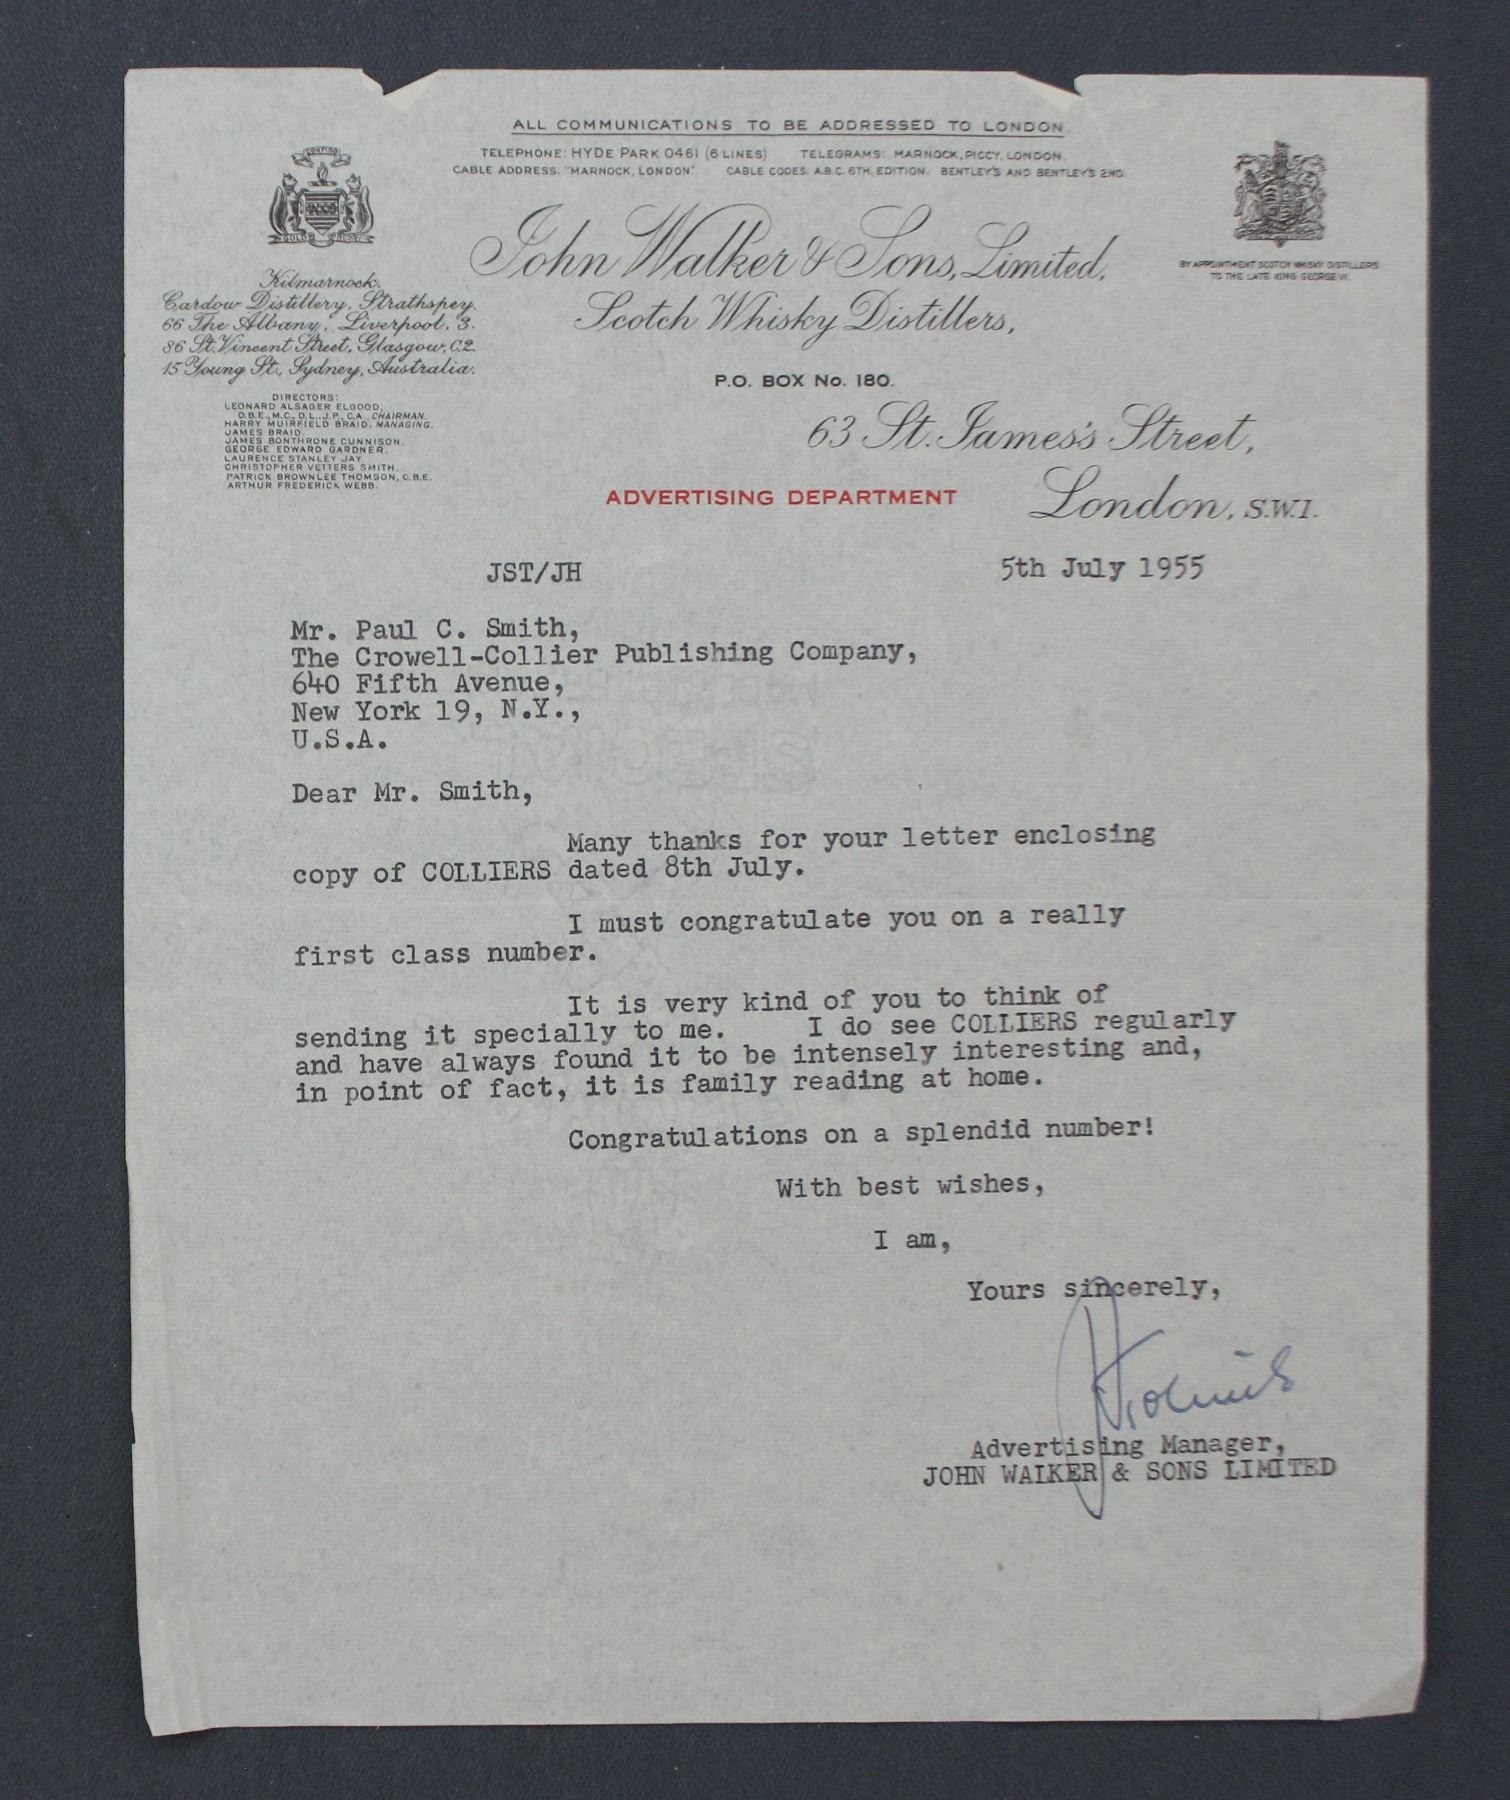 ALL COMMUNICATIONS TO BE ADDRESSED TO LONDON.
TELEPHONE: HYDE PARK 0461 (6 LINES) TELEGRAMS: MARNOCK, PICCY, LONDON.
CABLE ADDRESS: "MARNOCK, LONDON". CABLE CODES: A.B.C. 6TH. EDITION. BENTLEY'S AND BENTLEY'S 2ND
John Walker & Sons, Limited,
Scotch Whisky Distillers,
BY APPOINTMENT SCOTCH WHISKY DISTILLERS
TO THE LATE KING GEORGE VI.
Kilmarnock.
Cardow Distillery, Strathspey.
66 The Albany, Liverpool, 3.
86 St. Vincent Street, Glasgow, C.2.
15 Young St., Sydney, Australia.
DIRECTORS:
LEONARD ALSAGER ELGOOD,
O.B.E., M.C., D.L., J.P., C.A., CHAIRMAN.
HARRY MUIRFIELD BRAID, MANAGING.
JAMES BRAID.
JAMES BONTHRONE CUNNISON.
GEORGE EDWARD GARDNER.
LAURENCE STANLEY JAY.
CHRISTOPHER VETTERS SMITH.
PATRICK BROWNLEE THOMSON, O.B.E.
ARTHUR FREDERICK WEBB.
P.O. BOX No. 180.
63 St. James's Street,
ADVERTISING DEPARTMENT
London, S.W.1.
JST/JH
5th July 1955
Mr. Paul C. Smith,
The Crowell-Collier Publishing Company,
640 Fifth Avenue,
New York 19, N.Y.,
U.S.A.
Dear Mr. Smith,
Many thanks for your letter enclosing
copy of COLLIERS dated 8th July.
I must congratulate you on a really
first class number.
It is very kind of you to think of
sending it specially to me. I do see COLLIERS regularly
and have always found it to be intensely interesting and,
in point of fact, it is family reading at home.
Congratulations on a splendid number!
With best wishes,
I am,
Yours sincerely,
Advertising Manager,
JOHN WALKER & SONS LIMITED